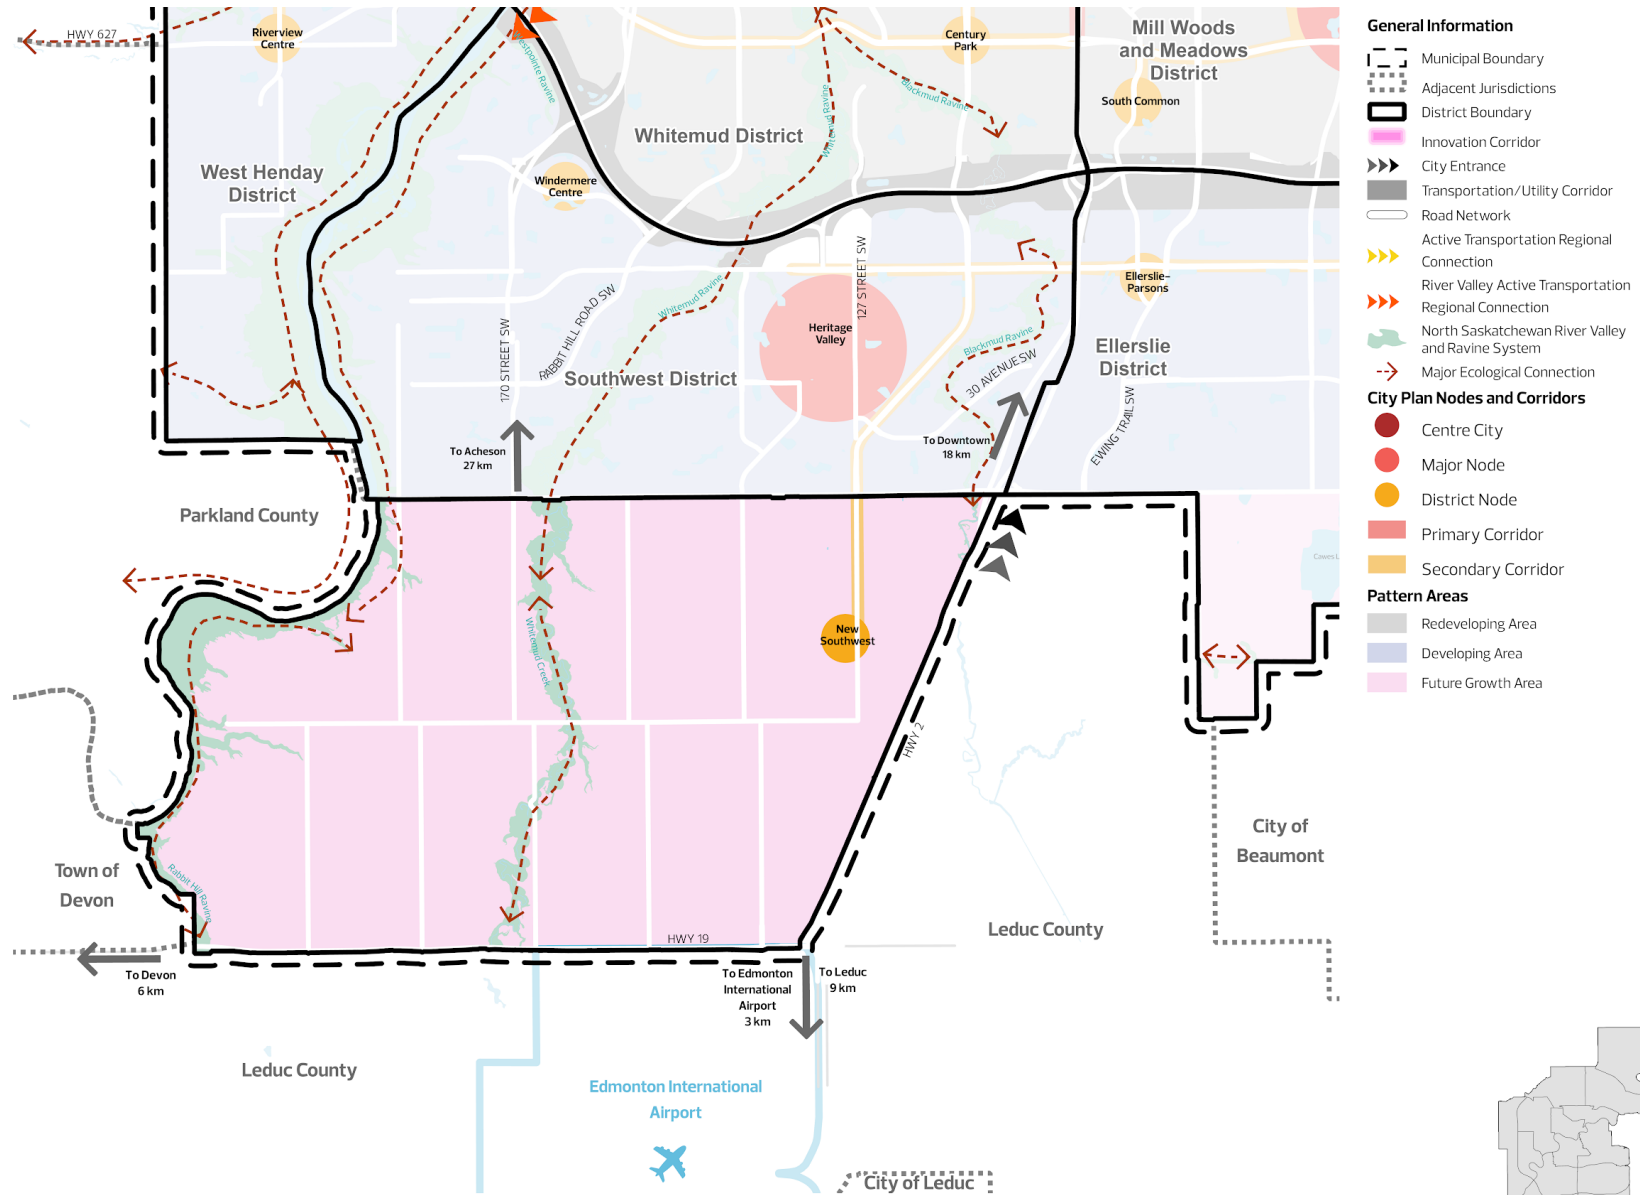 HWY 627
Riverview
Centre
Westpointe Ravine
Century
Park
Mill Woods
and Meadows
District
South Common
Blackmud Ravine
Whitemud Ravine
Whitemud District
West Henday
District
Windermere
Centre
127 STREET SW
Ellerslie-
Parsons
Whitemud Ravine
RABBIT HILL ROAD SW
170 STREET SW
Heritage
Valley
Blackmud Ravine
30 AVENUE SW
Ellerslie
District
Southwest District
EWING TRAIL SW
To Acheson
27 km
To Downtown
18 km
Parkland County
Cawes L
Whitemud Creek
New
Southwest
HWY 2
City of
Beaumont
Town of
Devon
Rabbit Hill Ravine
Leduc County
HWY 19
To Devon
6 km
To Edmonton
International
Airport
3 km
To Leduc
9 km
Leduc County
Edmonton International
Airport
City of Leduc
General Information
Municipal Boundary
Adjacent Jurisdictions
District Boundary
Innovation Corridor
City Entrance
Transportation/Utility Corridor
Road Network
Active Transportation Regional
Connection
River Valley Active Transportation
Regional Connection
North Saskatchewan River Valley
and Ravine System
Major Ecological Connection
City Plan Nodes and Corridors
Centre City
Major Node
District Node
Primary Corridor
Secondary Corridor
Pattern Areas
Redeveloping Area
Developing Area
Future Growth Area